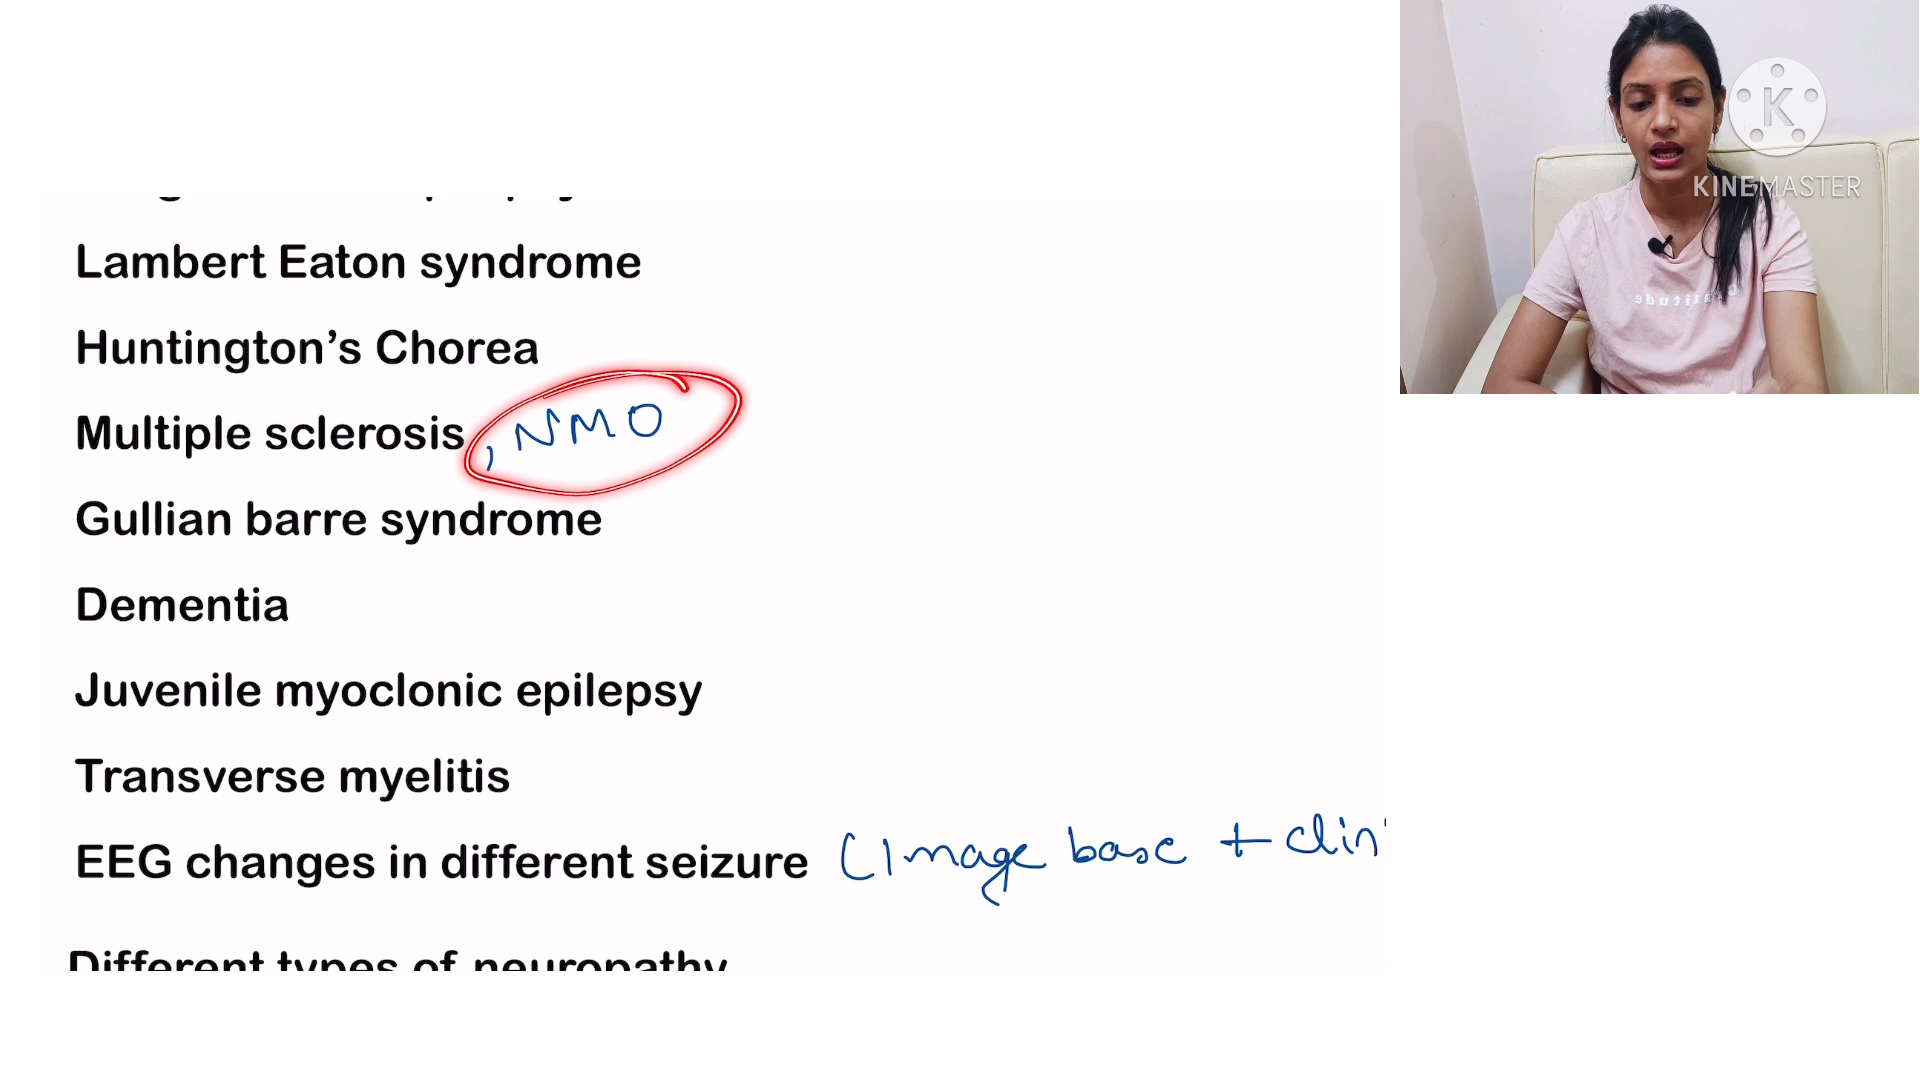 KINEMASTER
Lambert Eaton syndrome
Huntington’s Chorea
Multiple sclerosis , NMO
Gullian barre syndrome
Dementia
Juvenile myoclonic epilepsy
Transverse myelitis
EEG changes in different seizure (Image base + clini
Different types of neuropathy